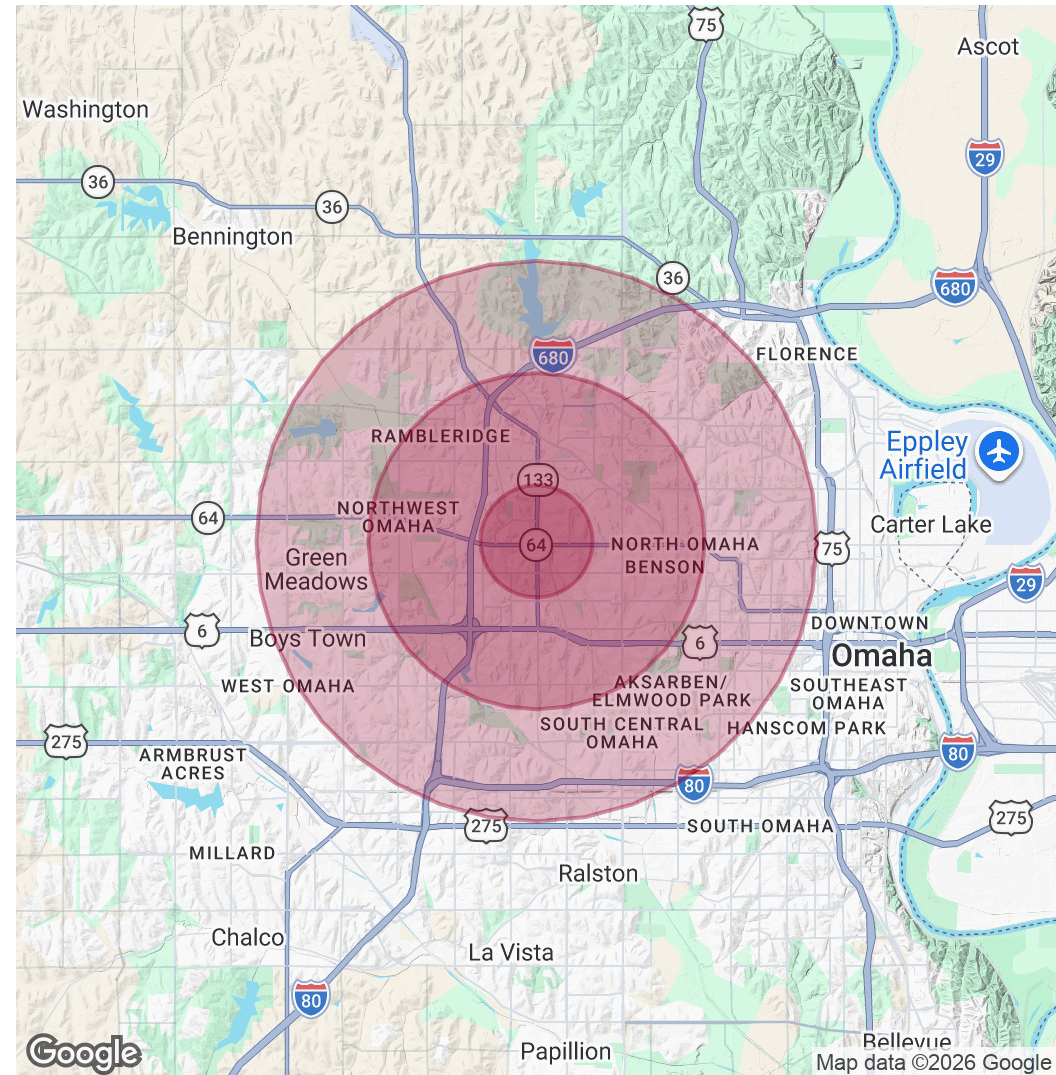 75
Ascot
Washington
29
36
36
Bennington
36
680
FLORENCE
680
RAMBLERIDGE
Eppley
Airfield
133
NORTHWEST
OMAHA
64
Carter Lake
64
NORTH OMAHA
75
Green
Meadows
BENSON
29
6
Boys Town
DOWNTOWN
6
Omaha
WEST OMAHA
AKSARBEN/
ELMWOOD PARK
SOUTHEAST
OMAHA
SOUTH CENTRAL
OMAHA
HANSCOM PARK
275
ARMBRUST
ACRES
80
80
275
SOUTH OMAHA
275
MILLARD
Ralston
Chalco
La Vista
80
Bellevue
Google
Papillion
Map data ©2026 Google